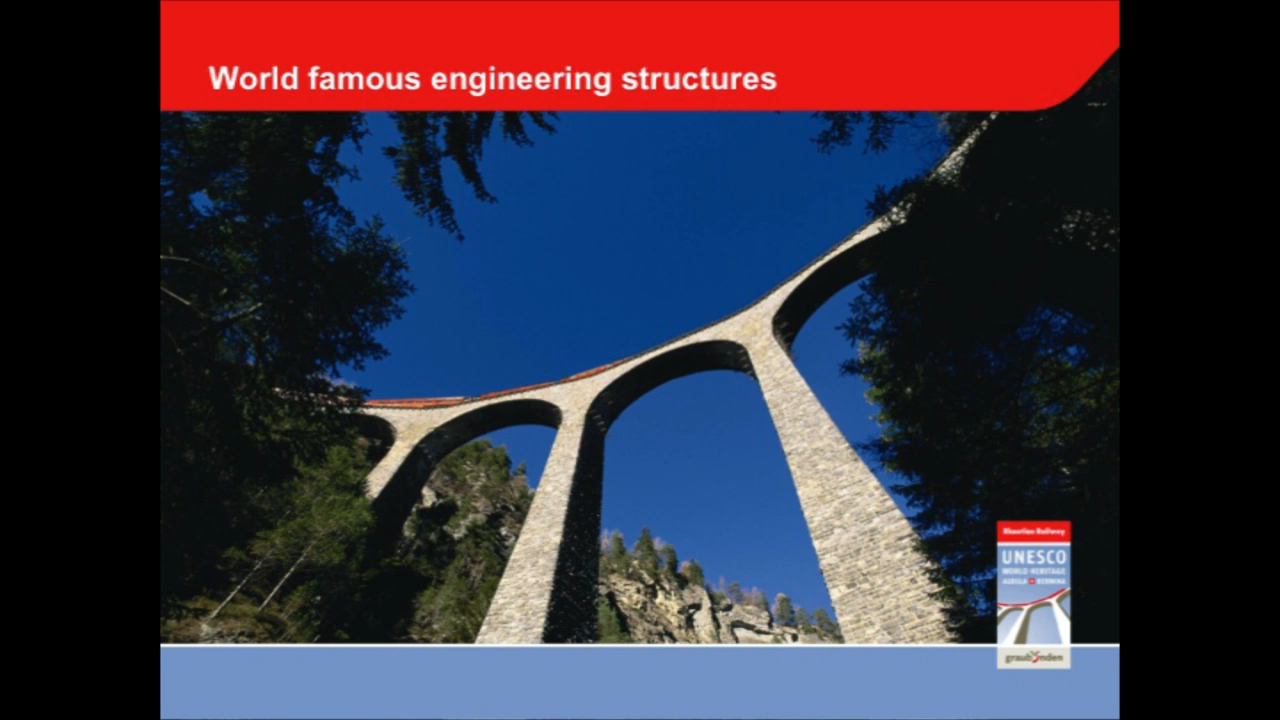 World famous engineering structures
Rhaetian Railway
UNESCO
WORLD HERITAGE
ALBULA BERNINA
graubünden